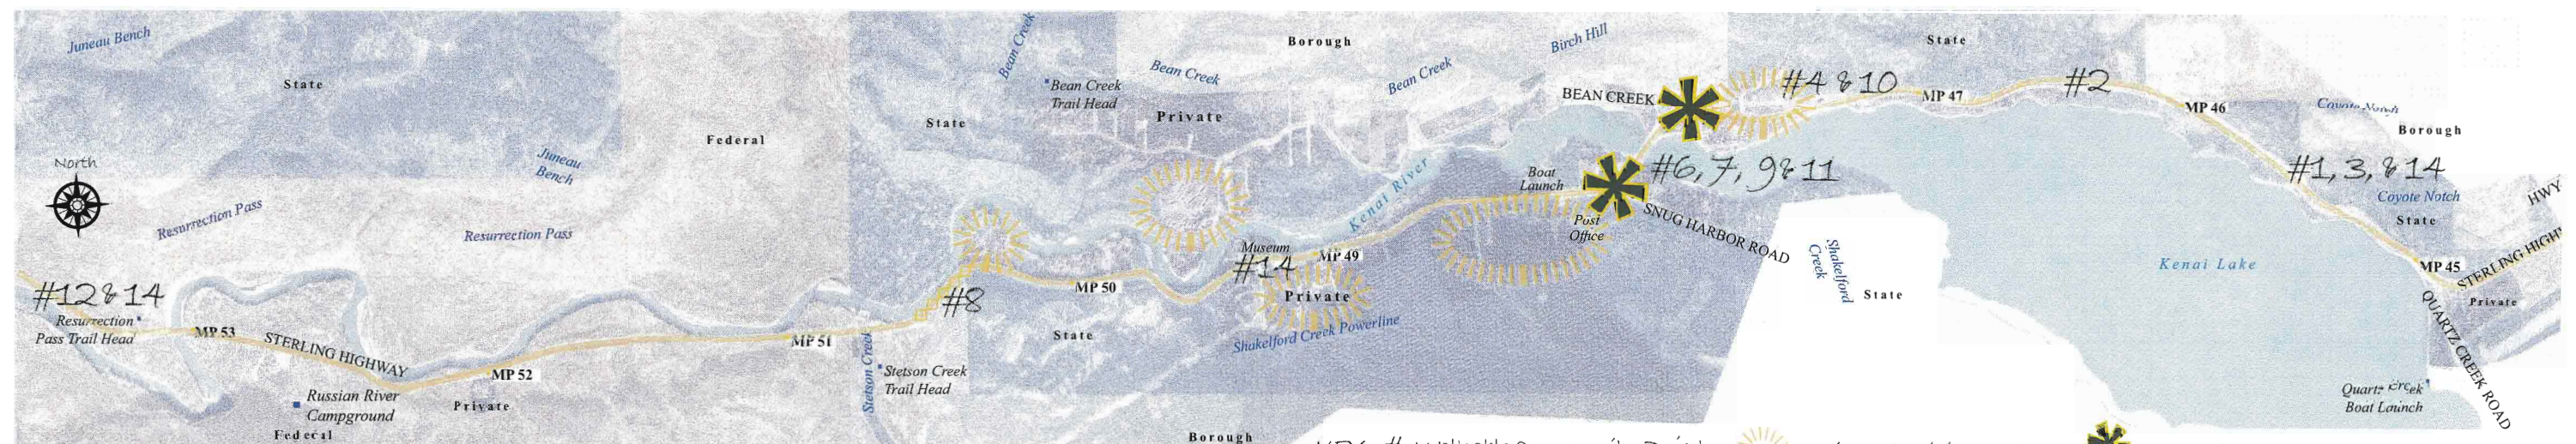 Juneau Bench
State
North
Resurrection Pass
Juneau
Bench
Resurrection Pass
Federal
#12 & 14
Resurrection
Pass Trail Head
MP 53
STERLING HIGHWAY
Russian River
Campground
Federal
MP 52
Private
MP 51
Stetson Creek
Stetson Creek
Trail Head
#8
State
Bean Creek
Bean Creek
Trail Head
Bean Creek
Private
Borough
Bean Creek
Birch Hill
BEAN CREEK
#4 & 10
State
MP 47
#2
MP 46
Coyote Notch
Borough
#1, 3, & 14
Coyote Notch
State
HWY
STERLING HIGH
MP 45
Private
QUARTZ CREEK ROAD
Quartz Creek
Boat Launch
Kenai Lake
#6, 7, 9 & 11
Boat
Launch
Post
Office
SNUG HARBOR ROAD
Shakelford
Creek
State
Kenai River
Museum
#14
MP 49
Private
Shakelford Creek Powerline
MP 50
State
Borough